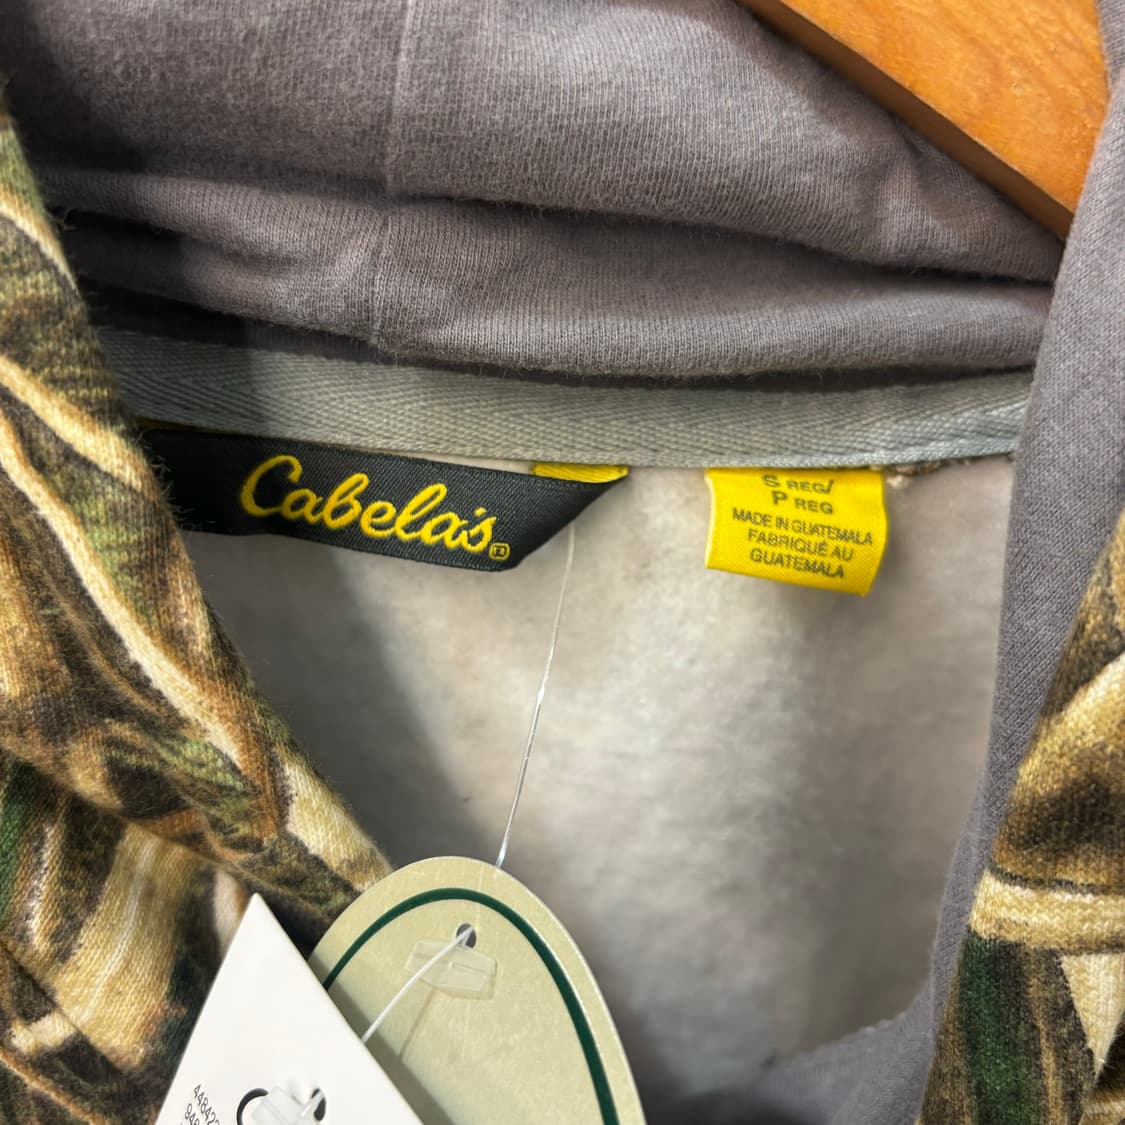 Cabela's®
S REG/
P REG
MADE IN GUATEMALA
FABRIQUÉ AU
GUATEMALA